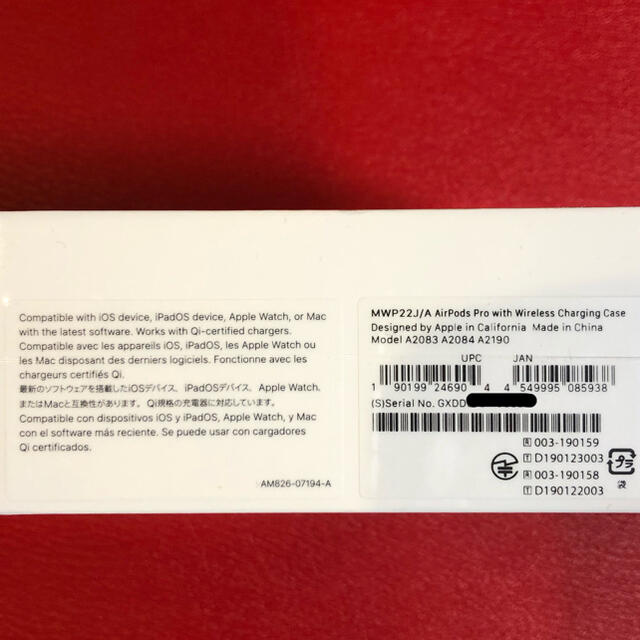 Compatible with iOS device, iPadOS device, Apple Watch, or Mac
with the latest software. Works with Qi-certified chargers.
Compatible avec les appareils iOS, iPadOS, les Apple Watch ou
les Mac disposant des derniers logiciels. Fonctionne avec les
chargeurs certifiés Qi.
最新のソフトウェアを搭載したiOSデバイス、iPadOSデバイス、Apple Watch、
またはMacと互換性があります。Qi規格の充電器に対応しています。
Compatible con dispositivos iOS y iPadOS, Apple Watch, y Mac
con el software más reciente. Se puede usar con cargadores
Qi certificados.
AM826-07194-A
MWP22J/A AirPods Pro with Wireless Charging Case
Designed by Apple in California Made in China
Model A2083 A2084 A2190
UPC JAN
1 90199 24690 4 4 549995 085938
(S)Serial No. GXDD
R 003-190159
T D190123003
R 003-190158
T D190122003
プラ
袋